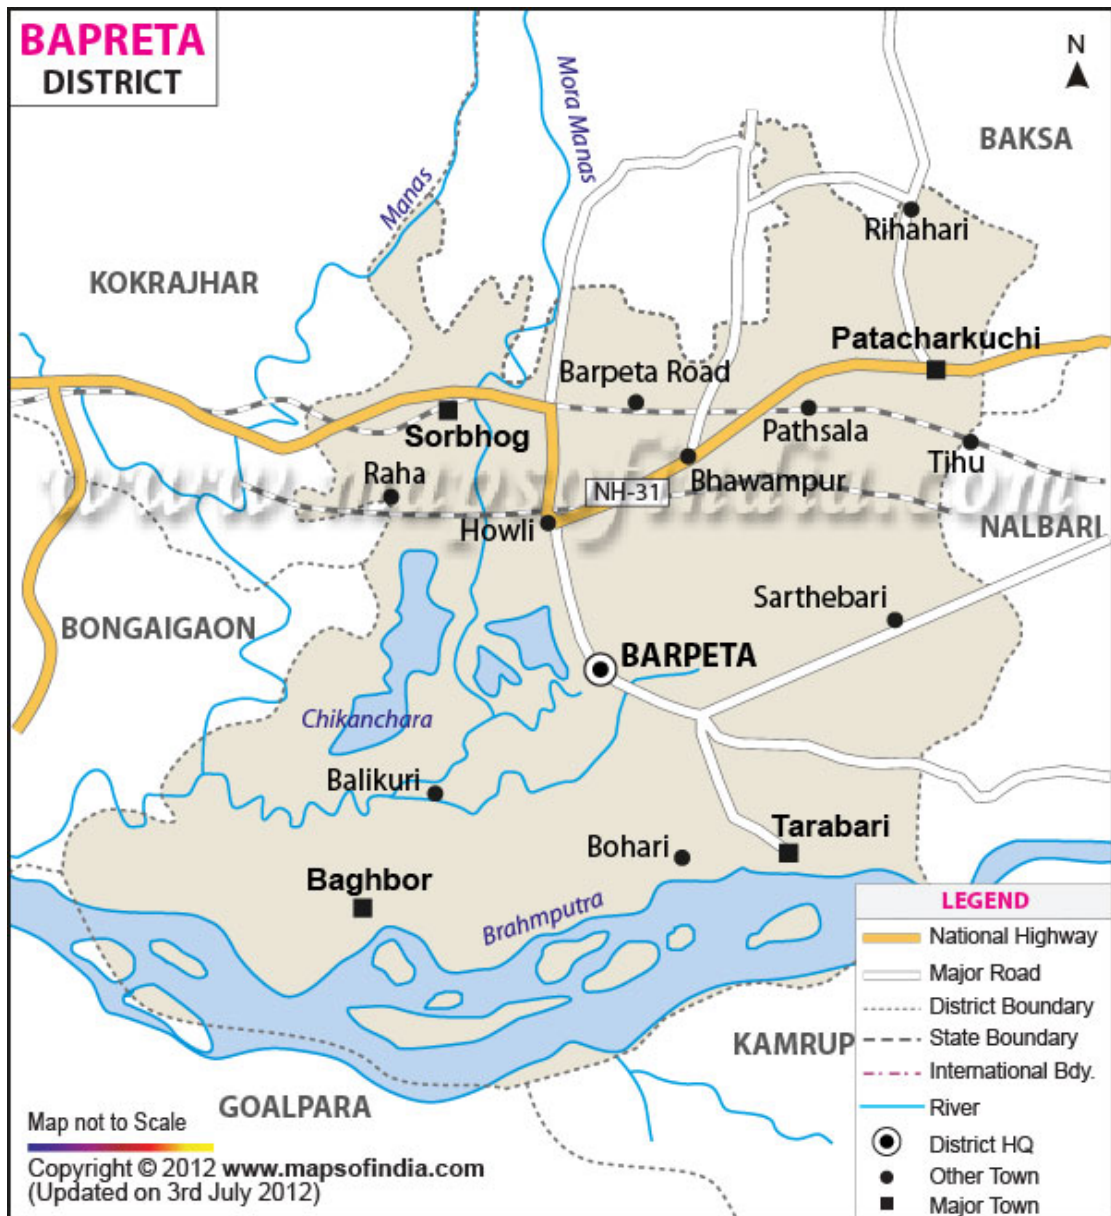 BAPRETA
DISTRICT
N
Mora Manas
BAKSA
Manas
Rihahari
KOKRAJHAR
Patacharkuchi
Barpeta Road
Sorbhog
Pathsala
Tihu
Raha
Bhawampur
www.mapsofindia.com
NH-31
Howli
NALBARI
Sarthebari
BONGAIGAON
BARPETA
Chikanchara
Balikuri
Tarabari
Bohari
Baghbor
Brahmputra
LEGEND
National Highway
Major Road
District Boundary
State Boundary
International Bdy.
River
District HQ
Other Town
Major Town
KAMRUP
GOALPARA
Map not to Scale
Copyright © 2012 www.mapsofindia.com
(Updated on 3rd July 2012)